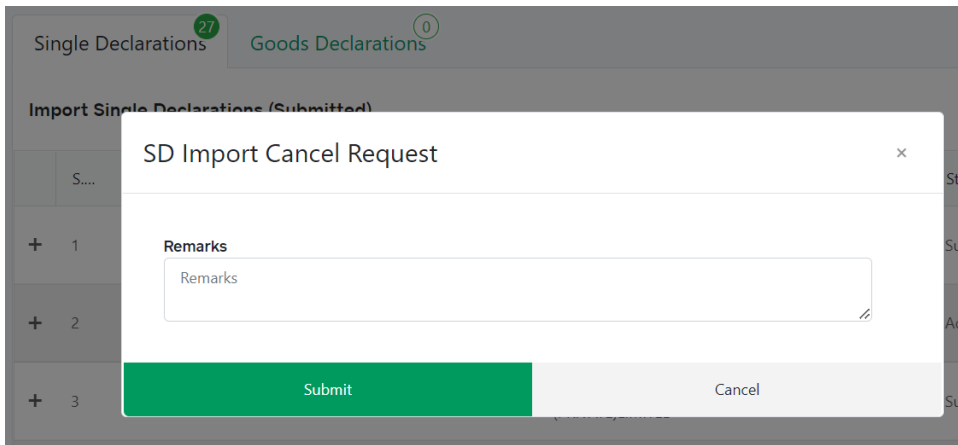 27
0
Single Declarations
Goods Declarations
Import Single Declarations (Submitted)
SD Import Cancel Request
×
S....
St
+ 1
Su
Remarks
Remarks
+ 2
Submit
Cancel
+ 3
Su